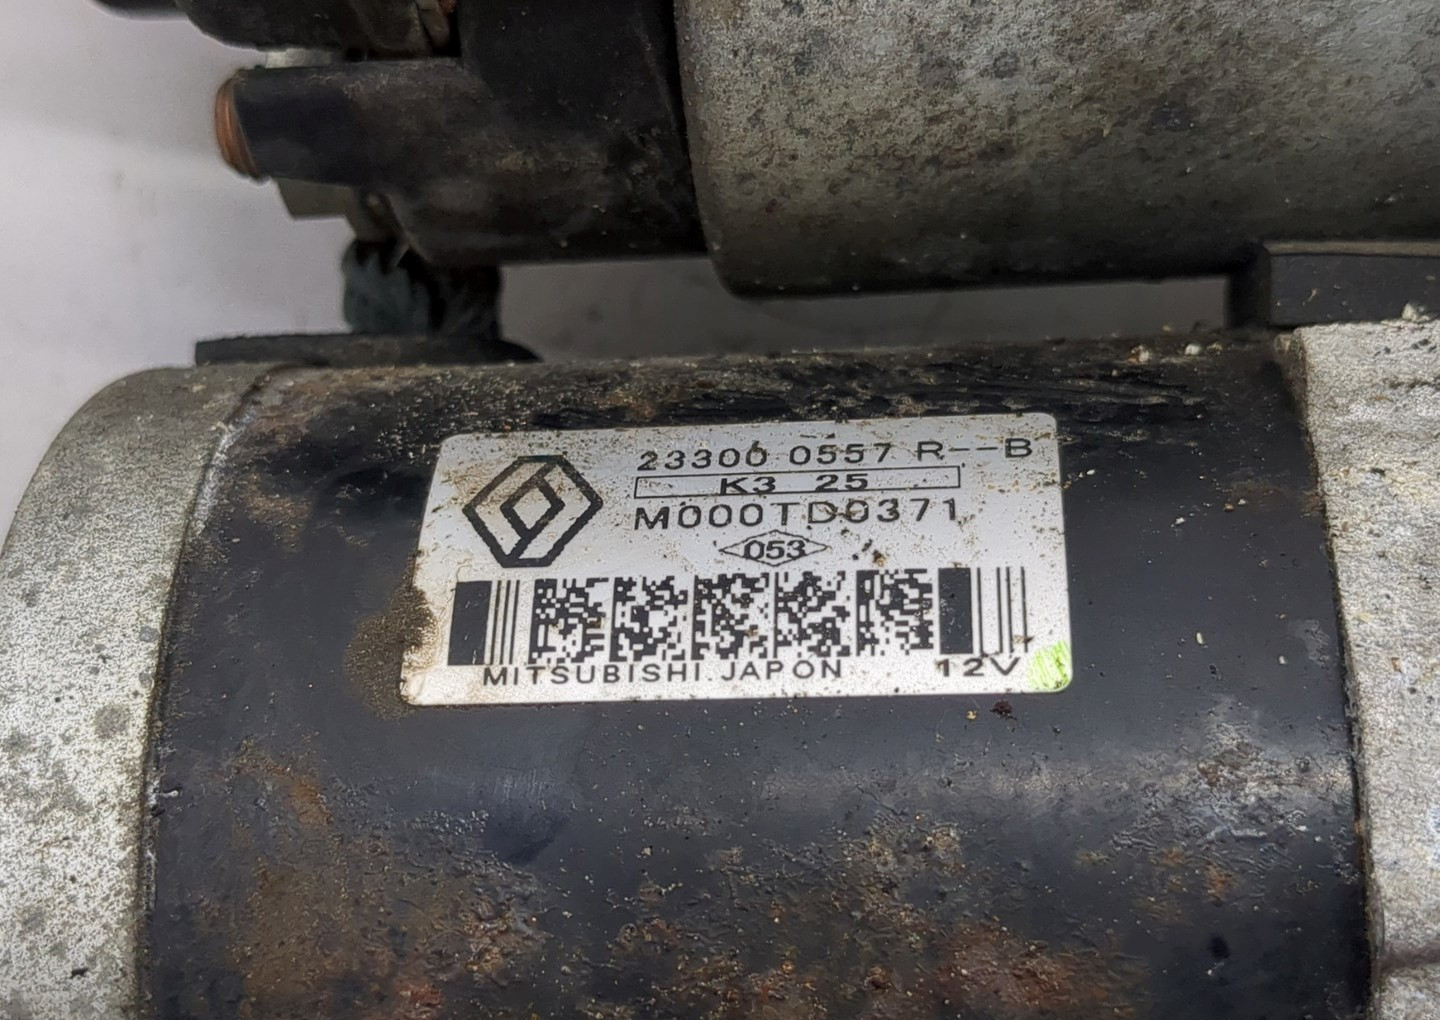 23300 0557 R--B
K3 25
M000TD0371
053
MITSUBISHI.JAPON 12V